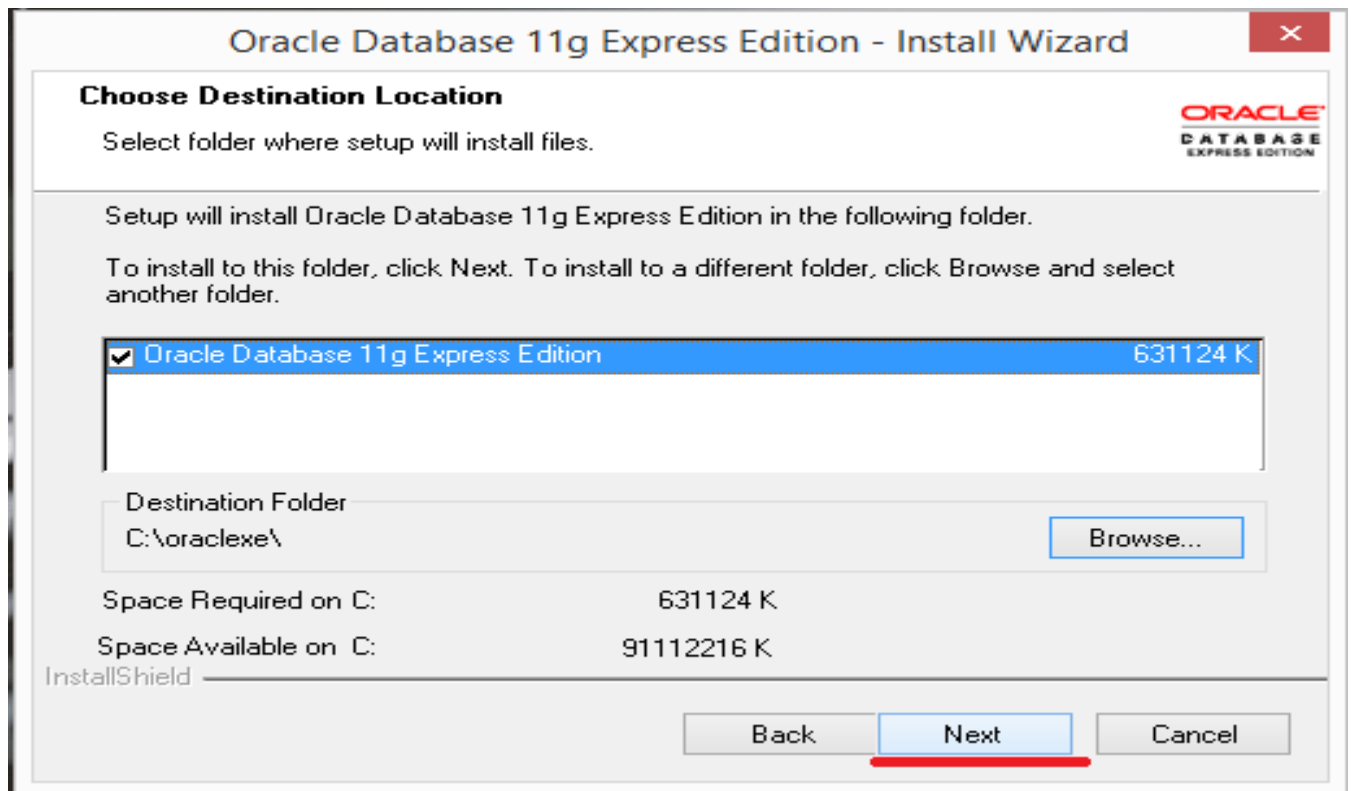 Oracle Database 11g Express Edition - Install Wizard
Choose Destination Location
Select folder where setup will install files.
ORACLE
DATABASE
EXPRESS EDITION
Setup will install Oracle Database 11g Express Edition in the following folder.
To install to this folder, click Next. To install to a different folder, click Browse and select
another folder.
Oracle Database 11g Express Edition 631124 K
Destination Folder
C:\oraclexe\
Browse...
Space Required on C: 631124 K
Space Available on C: 91112216 K
InstallShield
Back Next Cancel